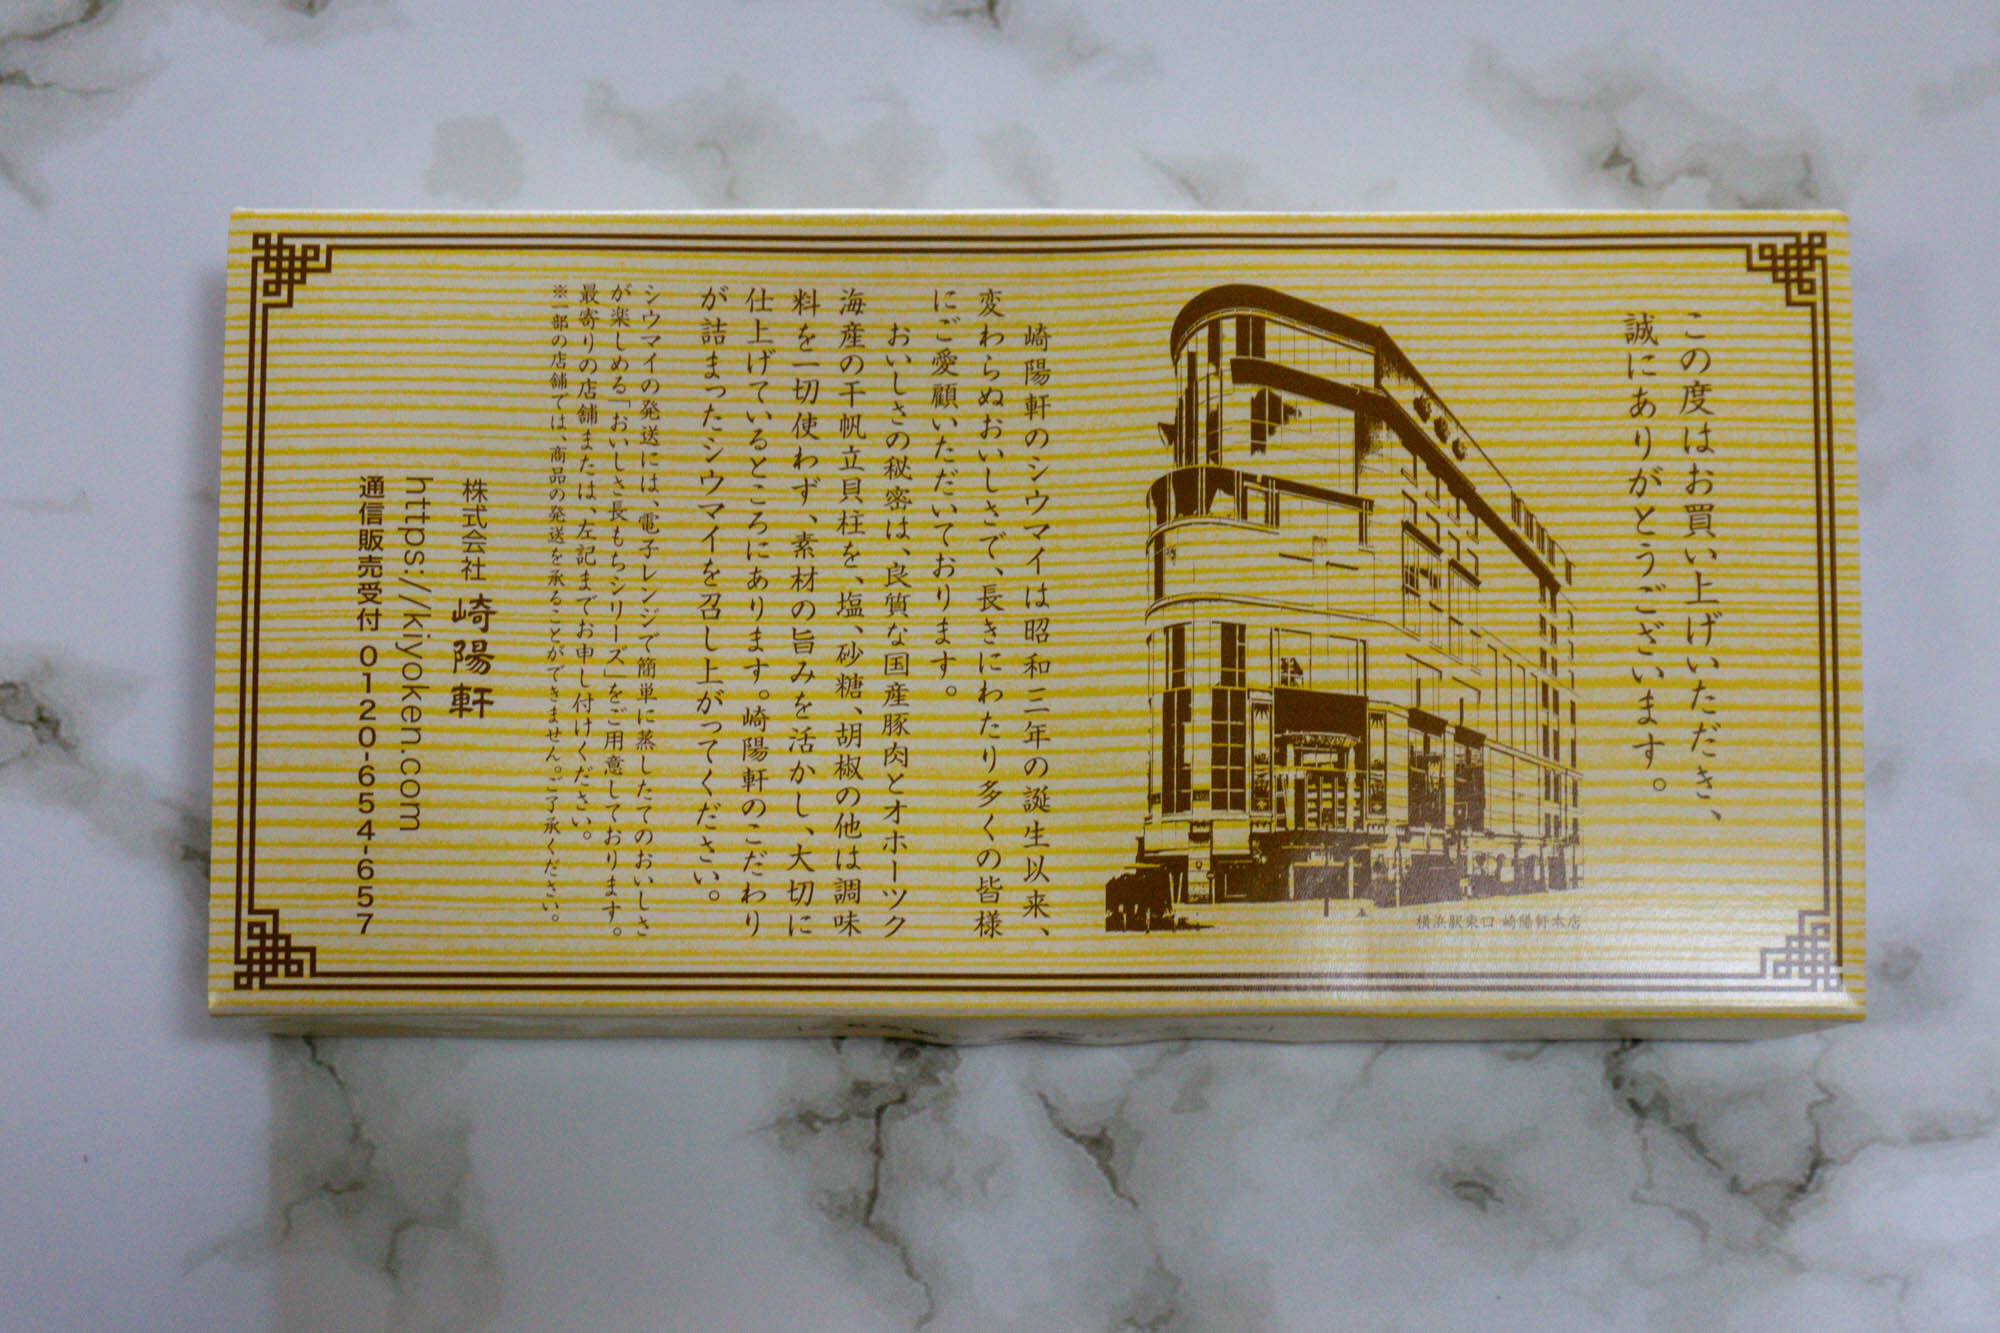 この度はお買い上げいただき、
誠にありがとうございます。
横浜駅東口 崎陽軒本店
崎陽軒のシウマイは昭和三年の誕生以来、
変わらぬおいしさで、長きにわたり多くの皆様
にご愛顧いただいております。
おいしさの秘密は、良質な国産豚肉とオホーツク
海産の干帆立貝柱を、塩、砂糖、胡椒の他は調味
料を一切使わず、素材の旨みを活かし、大切に
仕上げているところにあります。崎陽軒のこだわり
が詰まったシウマイを召し上がってください。
シウマイの発送には、電子レンジで簡単に蒸したてのおいしさ
が楽しめる「おいしさ長もちシリーズ」をご用意しております。
最寄りの店舗または、左記までお申し付けください。
※一部の店舗では、商品の発送を承ることができません。ご了承ください。
株式会社 崎陽軒
https://kiyoken.com
通信販売受付 0120-654-657